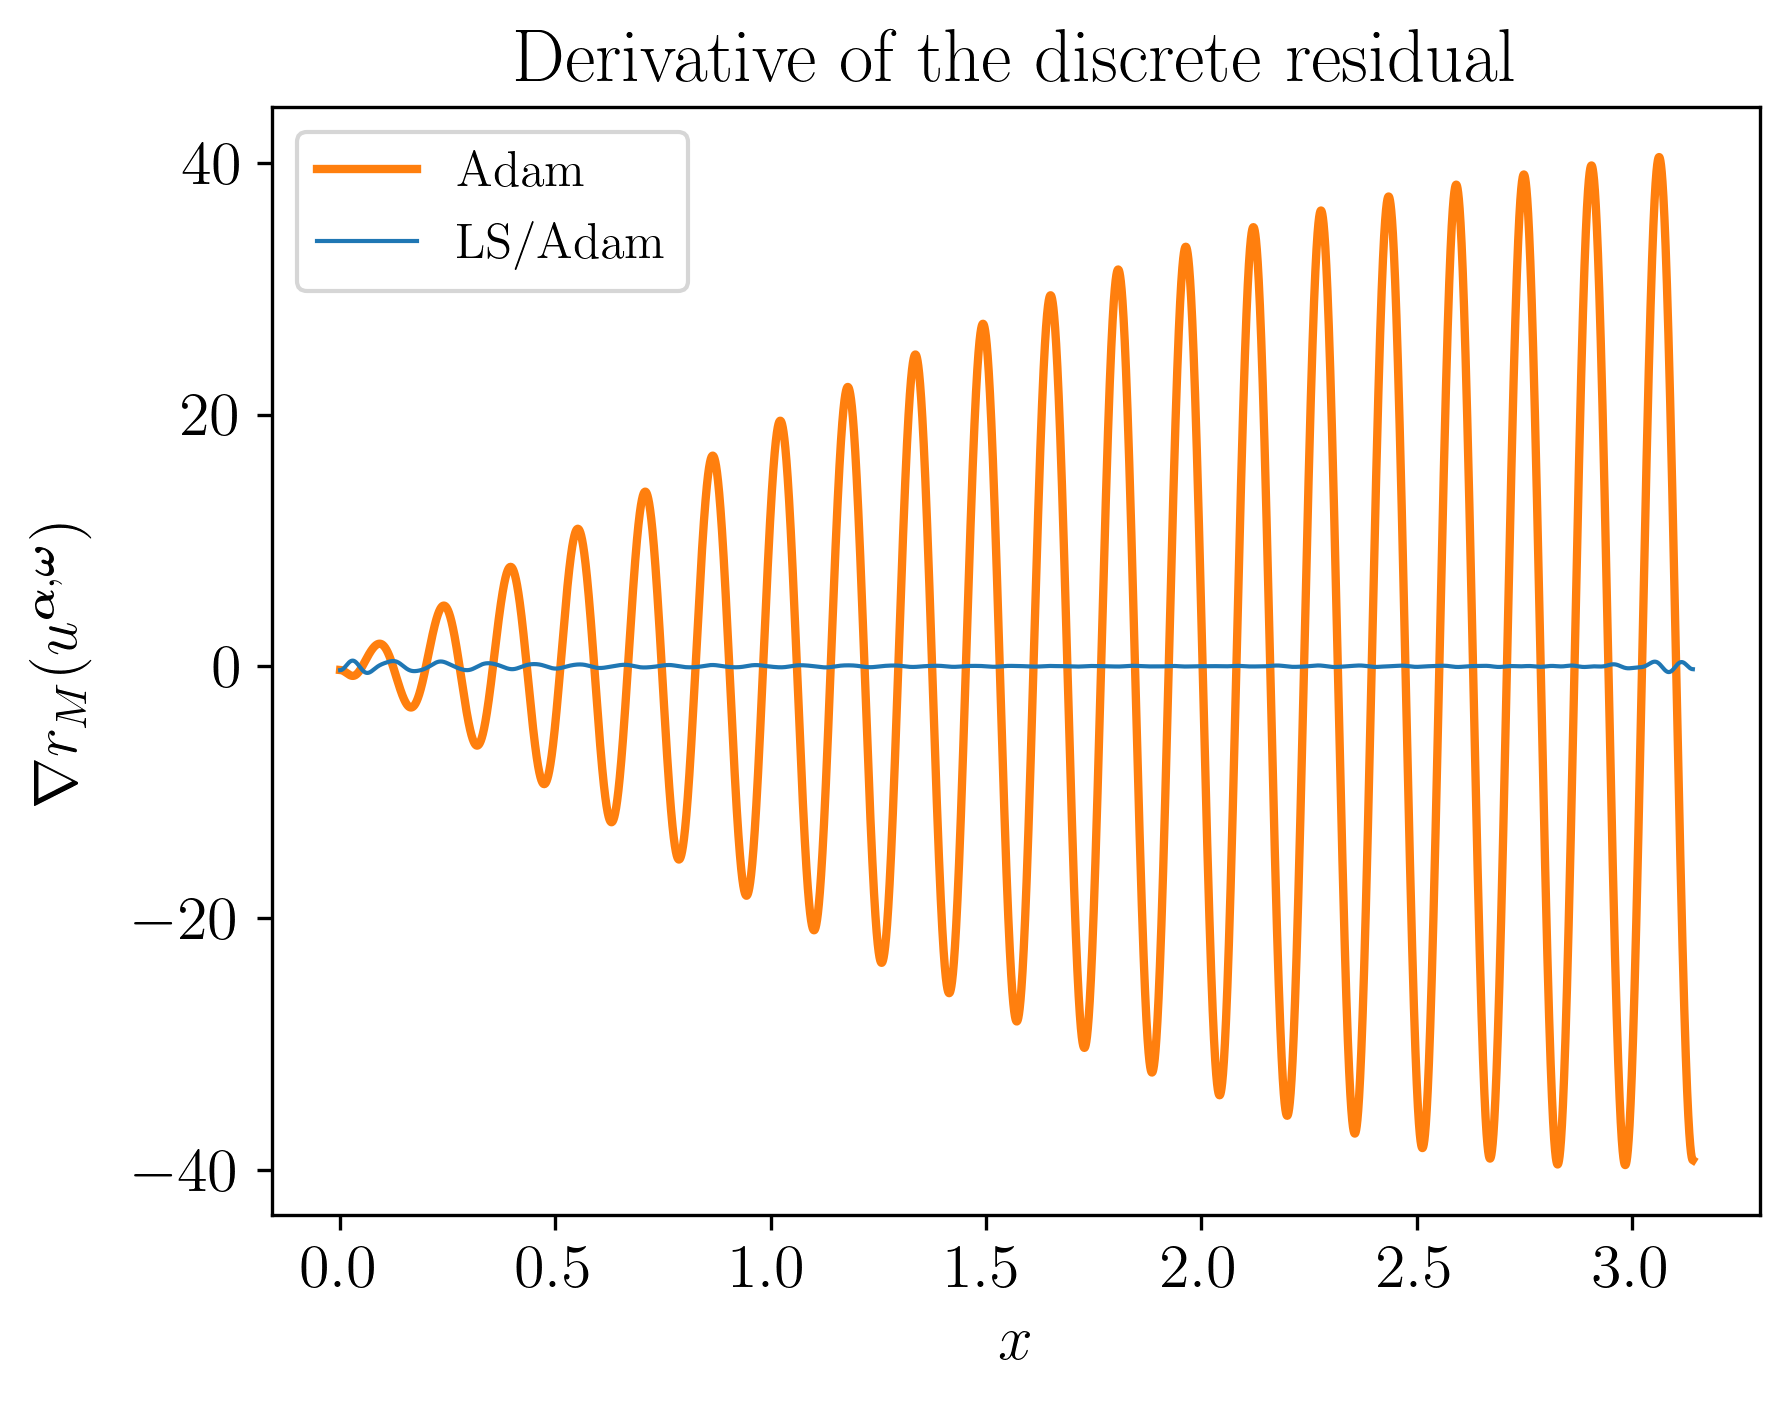 Derivative of the discrete residual
Adam
LS/Adam
40
20
0
−20
−40
∇r_M(u^{α,ω})
0.0 0.5 1.0 1.5 2.0 2.5 3.0
x